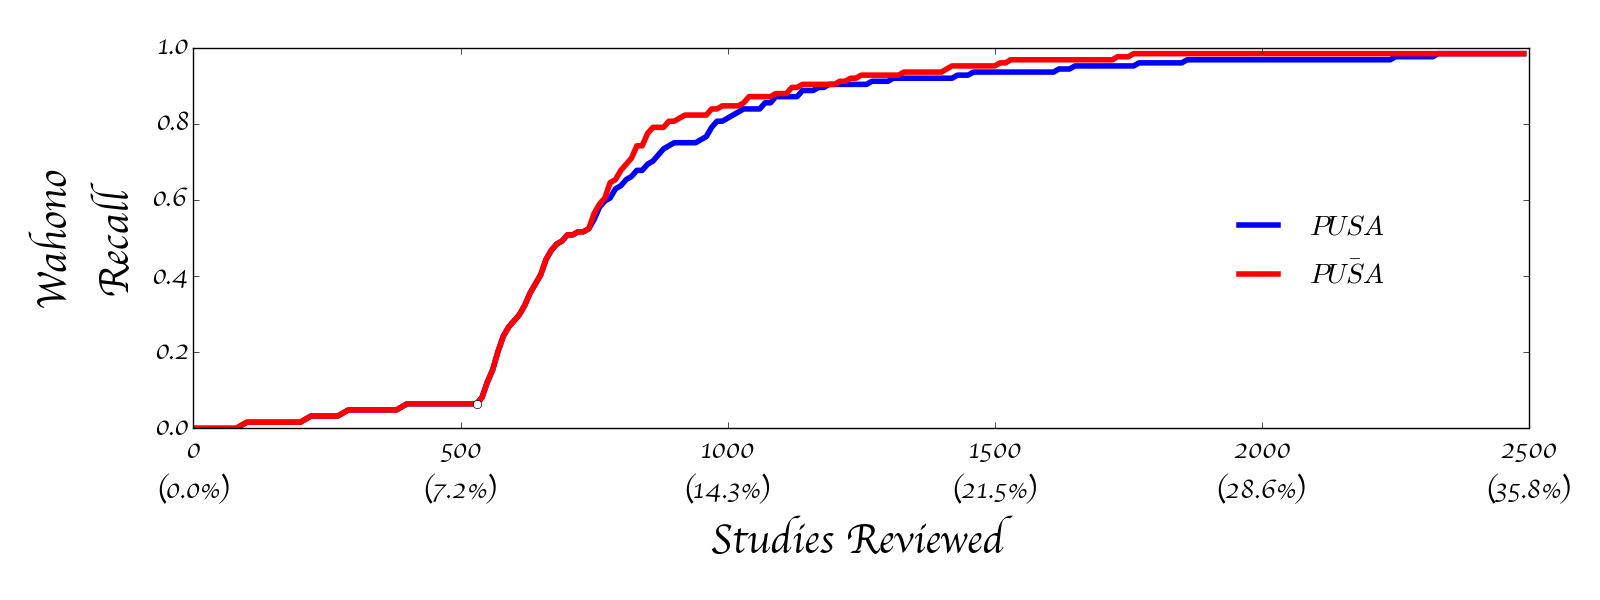 Wahono
Recall
1.0
0.8
0.6
0.4
0.2
0.0
0 500 1000 1500 2000 2500
(0.0%) (7.2%) (14.3%) (21.5%) (28.6%) (35.8%)
Studies Reviewed
PUSA
PUS̄A